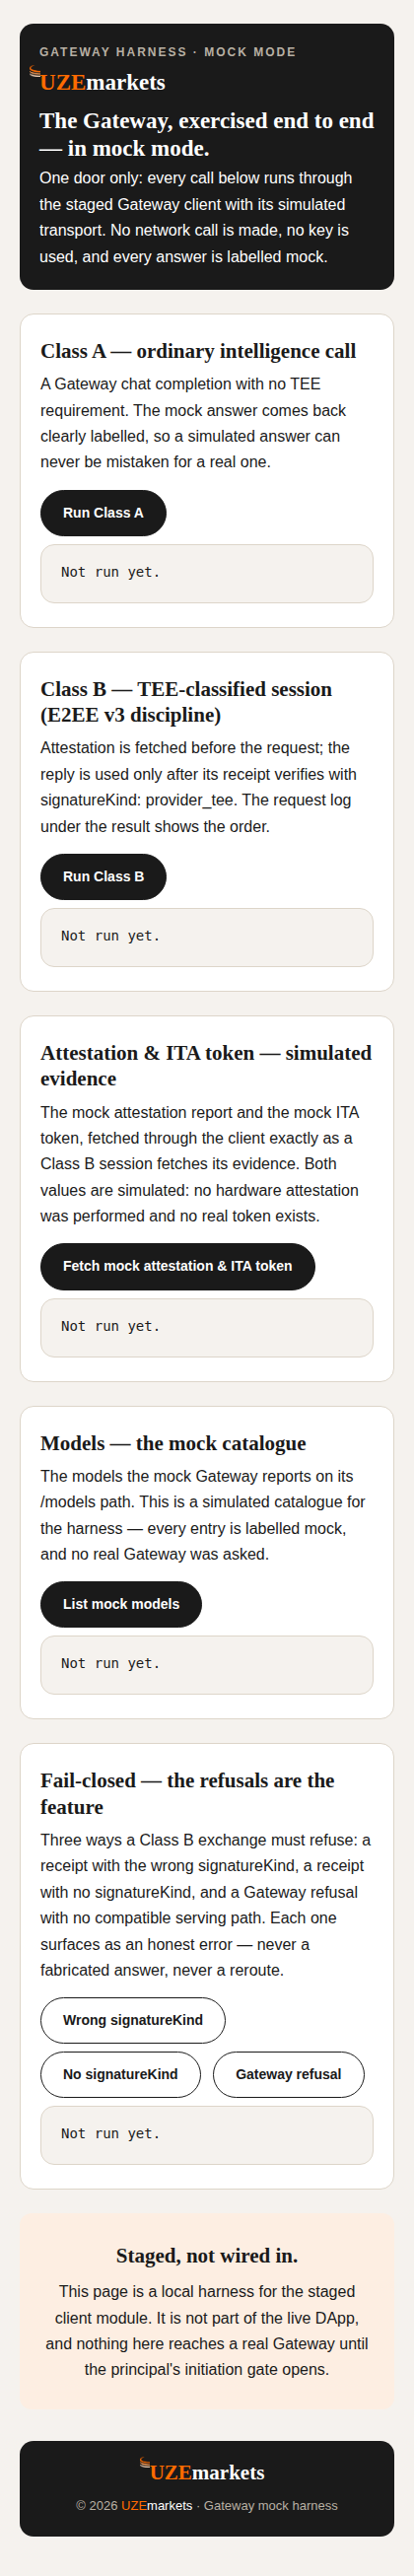 GATEWAY HARNESS · MOCK MODE
UZEmarkets
The Gateway, exercised end to end
— in mock mode.
One door only: every call below runs through
the staged Gateway client with its simulated
transport. No network call is made, no key is
used, and every answer is labelled mock.
Class A — ordinary intelligence call
A Gateway chat completion with no TEE
requirement. The mock answer comes back
clearly labelled, so a simulated answer can
never be mistaken for a real one.
Run Class A
Not run yet.
Class B — TEE-classified session
(E2EE v3 discipline)
Attestation is fetched before the request; the
reply is used only after its receipt verifies with
signatureKind: provider_tee. The request log
under the result shows the order.
Run Class B
Not run yet.
Attestation & ITA token — simulated
evidence
The mock attestation report and the mock ITA
token, fetched through the client exactly as a
Class B session fetches its evidence. Both
values are simulated: no hardware attestation
was performed and no real token exists.
Fetch mock attestation & ITA token
Not run yet.
Models — the mock catalogue
The models the mock Gateway reports on its
/models path. This is a simulated catalogue for
the harness — every entry is labelled mock,
and no real Gateway was asked.
List mock models
Not run yet.
Fail-closed — the refusals are the
feature
Three ways a Class B exchange must refuse: a
receipt with the wrong signatureKind, a receipt
with no signatureKind, and a Gateway refusal
with no compatible serving path. Each one
surfaces as an honest error — never a
fabricated answer, never a reroute.
Wrong signatureKind
No signatureKind
Gateway refusal
Not run yet.
Staged, not wired in.
This page is a local harness for the staged
client module. It is not part of the live DApp,
and nothing here reaches a real Gateway until
the principal's initiation gate opens.
UZEmarkets
© 2026 UZEmarkets · Gateway mock harness